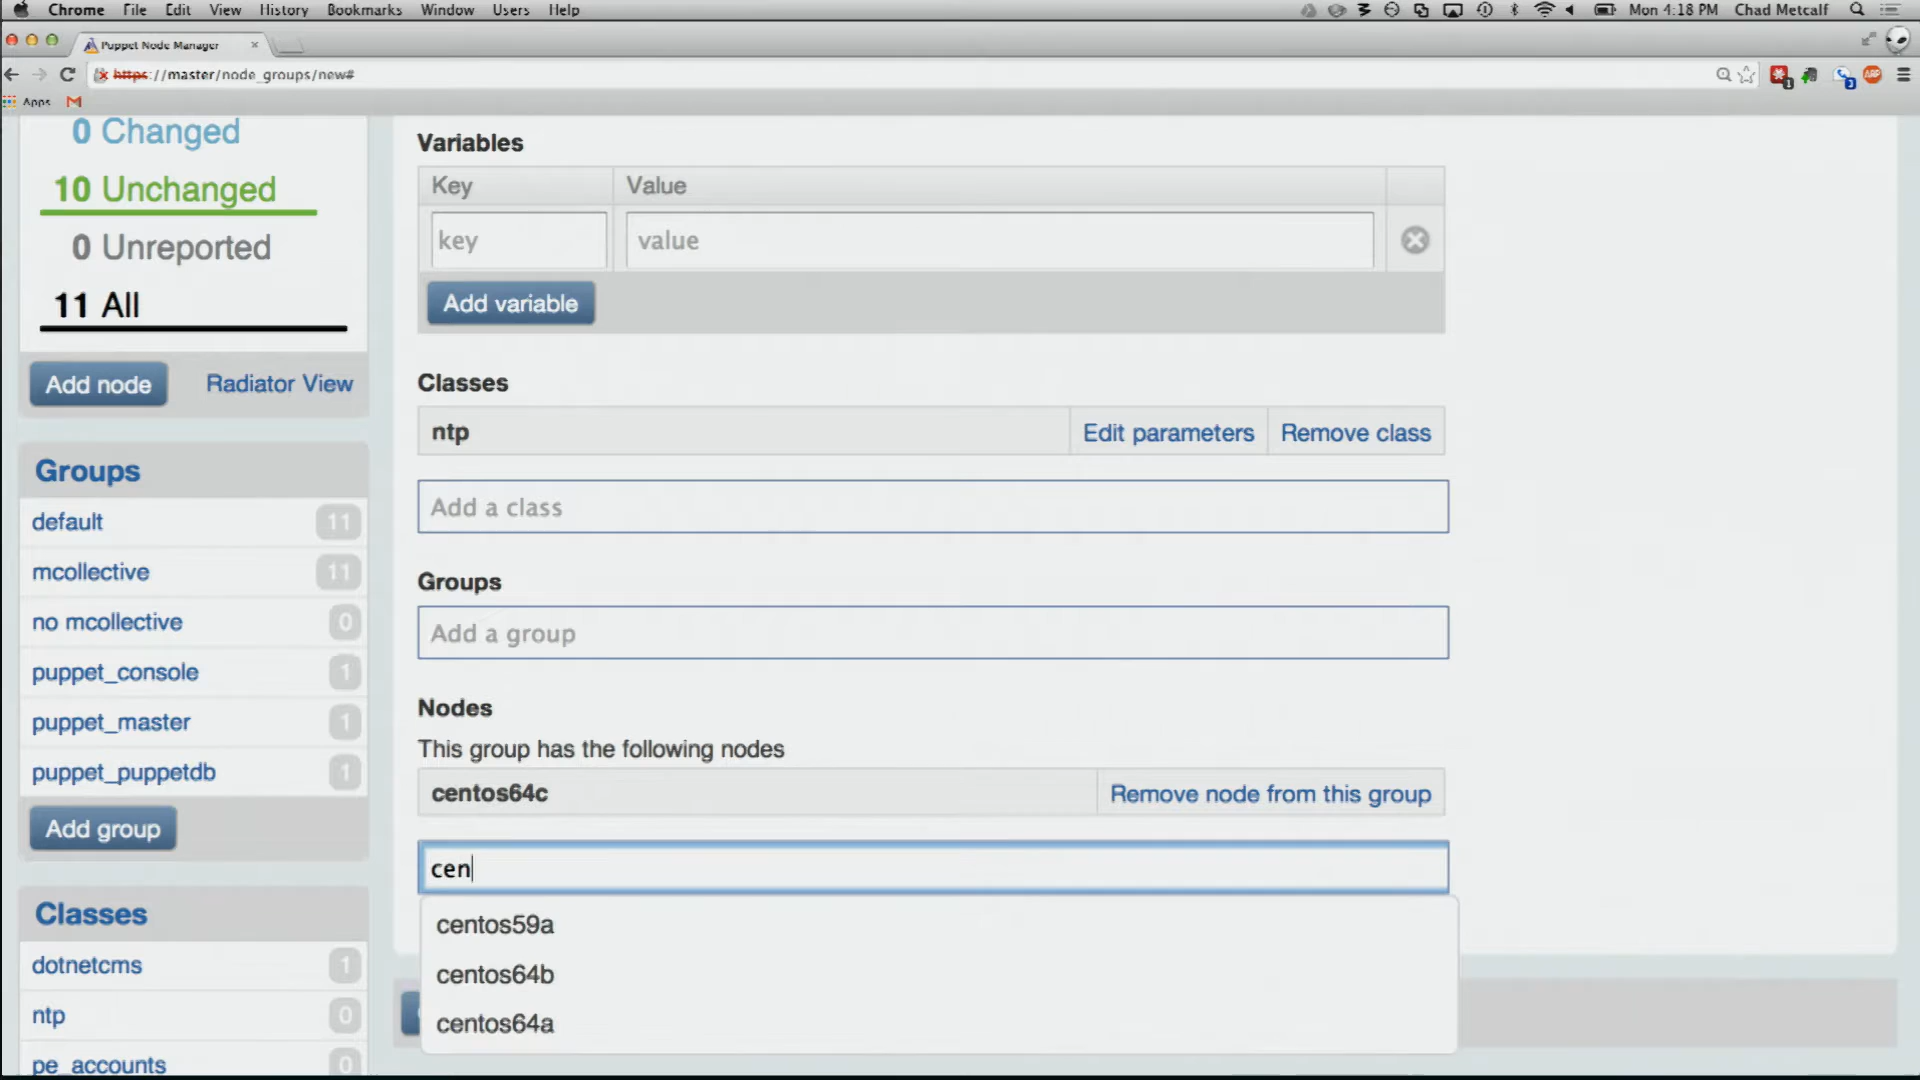 Chrome File Edit View History Bookmarks Window Users Help Mon 4:18 PM Chad Metcalf
Puppet Node Manager
https://master/node_groups/new#
Apps
0 Changed
10 Unchanged
0 Unreported
11 All
Add node Radiator View
Groups
default 11
mcollective 11
no mcollective 0
puppet_console 1
puppet_master 1
puppet_puppetdb 1
Add group
Classes
dotnetcms 1
ntp 0
pe_accounts 0
Variables
Key Value
key value
Add variable
Classes
ntp Edit parameters Remove class
Add a class
Groups
Add a group
Nodes
This group has the following nodes
centos64c Remove node from this group
cen
centos59a
centos64b
centos64a